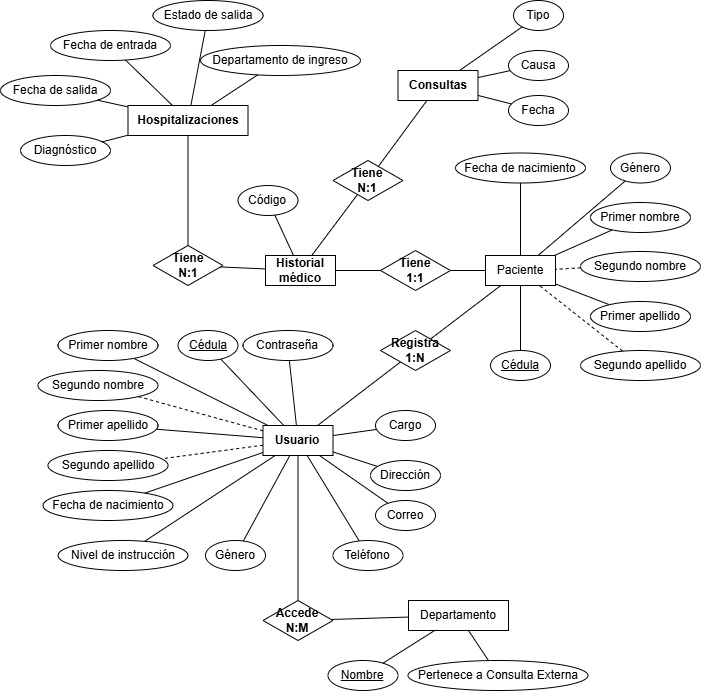 Estado de salida
Tipo
Fecha de entrada
Departamento de ingreso
Causa
Consultas
Fecha de salida
Fecha
Hospitalizaciones
Diagnóstico
Tiene
N:1
Fecha de nacimiento
Género
Código
Primer nombre
Tiene
N:1
Historial
médico
Tiene
1:1
Paciente
Segundo nombre
Primer apellido
Primer nombre
Cédula
Contraseña
Registra
1:N
Cédula
Segundo apellido
Segundo nombre
Primer apellido
Cargo
Usuario
Segundo apellido
Dirección
Fecha de nacimiento
Correo
Nivel de instrucción
Género
Teléfono
Accede
N:M
Departamento
Nombre
Pertenece a Consulta Externa